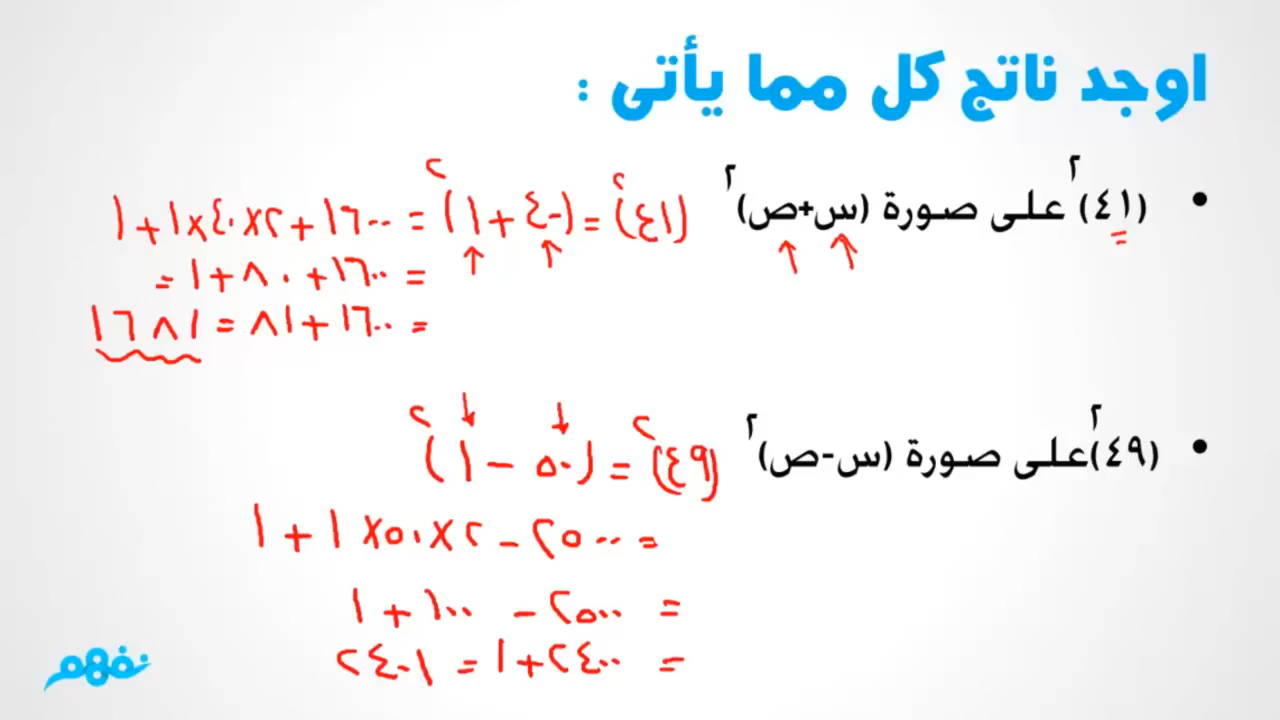 اوجد ناتج كل مما يأتى :
• (٤١)٢ على صورة (س+ص)٢
(٤١)٢ = (٤٠ + ١)٢ = ١٦٠٠ + ٢×٤٠×١ + ١
= ١٦٠٠ + ٨٠ + ١ =
= ١٦٠٠ + ٨١ = ١٦٨١
• (٤٩)٢ على صورة (س-ص)٢
(٤٩)٢ = (٥٠ − ١)٢
= ٢٥٠٠ − ٢×٥٠×١ + ١
= ٢٥٠٠ − ١٠٠ + ١
= ٢٤٠٠ + ١ = ٢٤٠١
نفهم